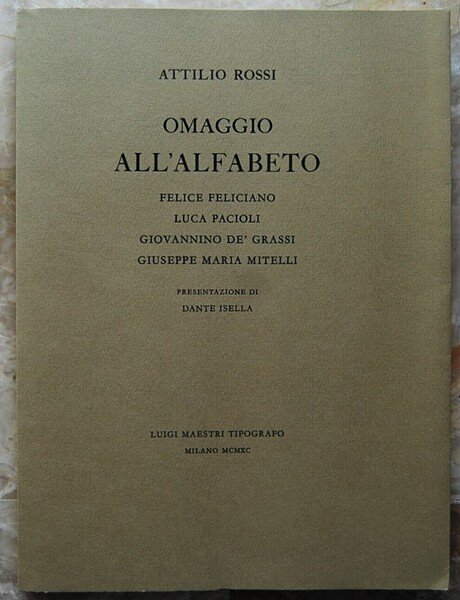 ATTILIO ROSSI
OMAGGIO
ALL'ALFABETO
FELICE FELICIANO
LUCA PACIOLI
GIOVANNINO DE' GRASSI
GIUSEPPE MARIA MITELLI
PRESENTAZIONE DI
DANTE ISELLA
LUIGI MAESTRI TIPOGRAFO
MILANO MCMXC